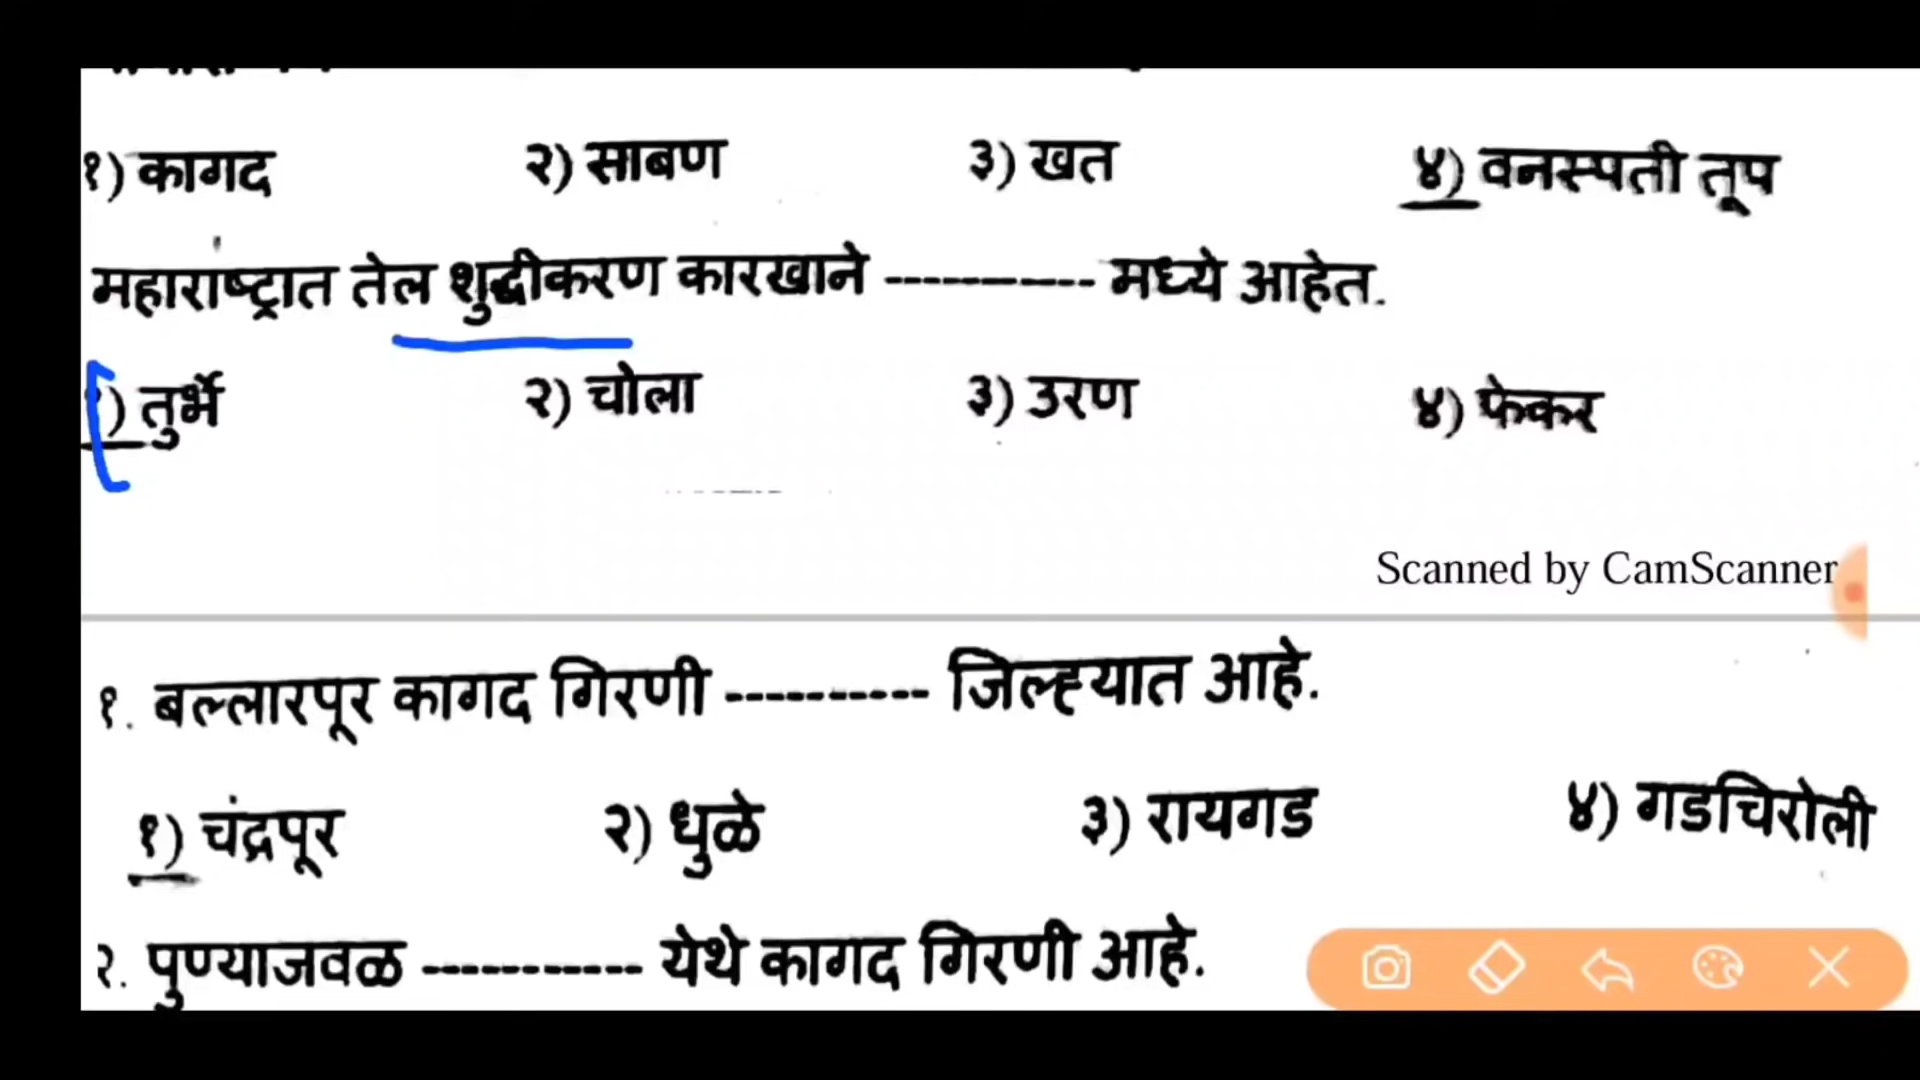 १) कागद २) साबण ३) खत ४) वनस्पती तूप
महाराष्ट्रात तेल शुद्धीकरण कारखाने ---------- मध्ये आहेत.
१) तुर्भे २) चोला ३) उरण ४) फेकर
Scanned by CamScanner
१. बल्लारपूर कागद गिरणी ---------- जिल्ह्यात आहे.
१) चंद्रपूर २) धुळे ३) रायगड ४) गडचिरोली
२. पुण्याजवळ ----------- येथे कागद गिरणी आहे.